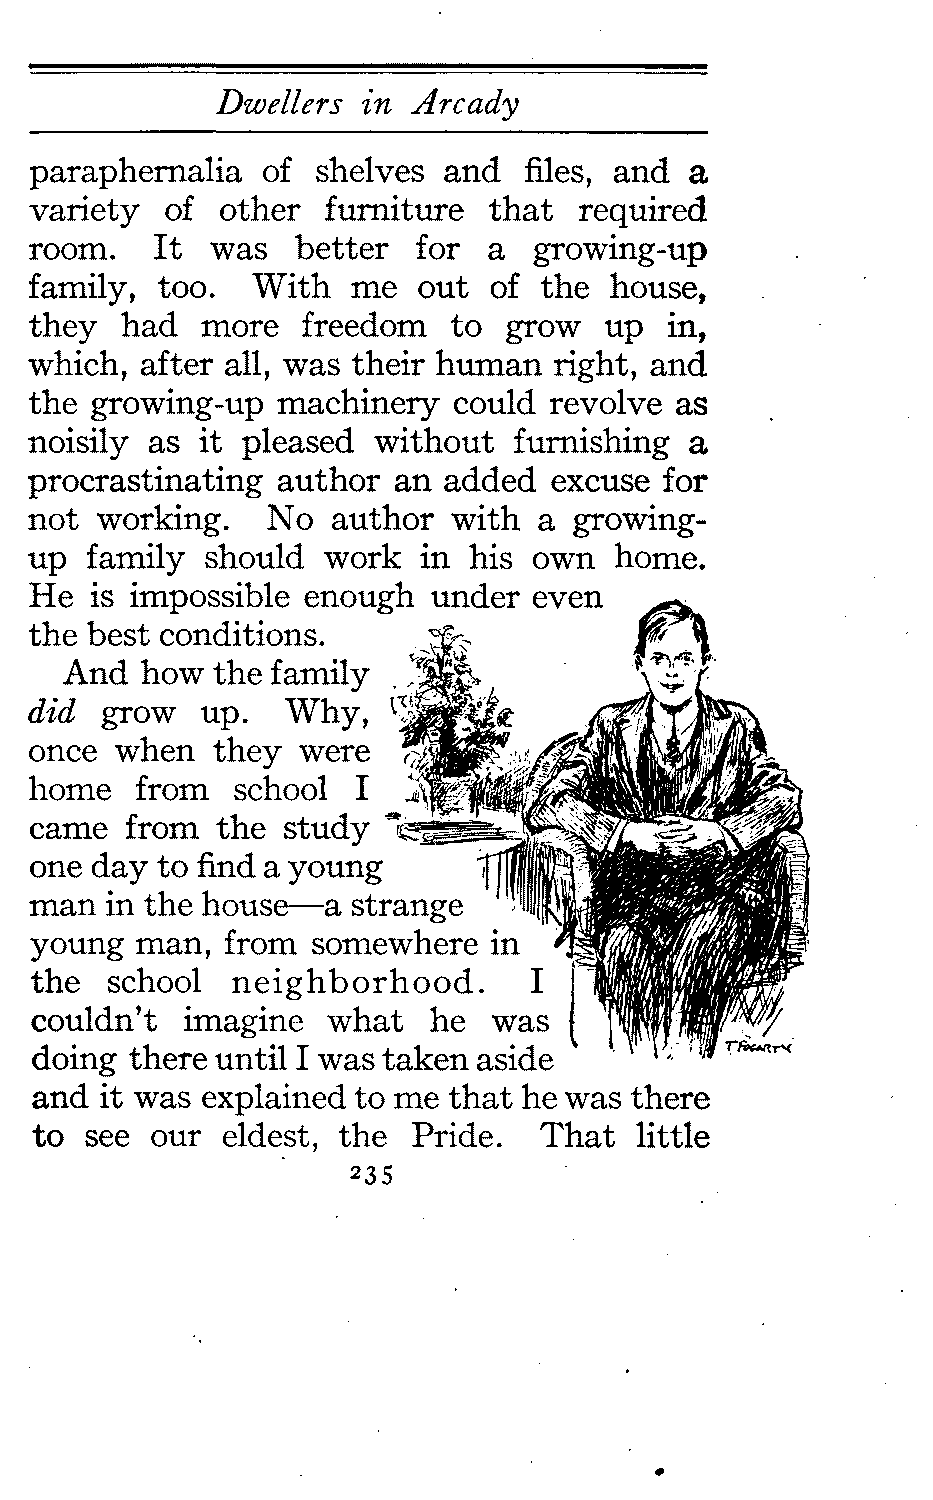 Dwellers in Arcady
paraphernalia of shelves and files, and a
variety of other furniture that required
room. It was better for a growing-up
family, too. With me out of the house,
they had more freedom to grow up in,
which, after all, was their human right, and
the growing-up machinery could revolve as
noisily as it pleased without furnishing a
procrastinating author an added excuse for
not working. No author with a growing-
up family should work in his own home.
He is impossible enough under even
the best conditions.
And how the family
did grow up. Why,
once when they were
home from school I
came from the study
one day to find a young
man in the house—a strange
young man, from somewhere in
the school neighborhood. I
couldn't imagine what he was
doing there until I was taken aside
and it was explained to me that he was there
to see our eldest, the Pride. That little
T FOGARTY
235